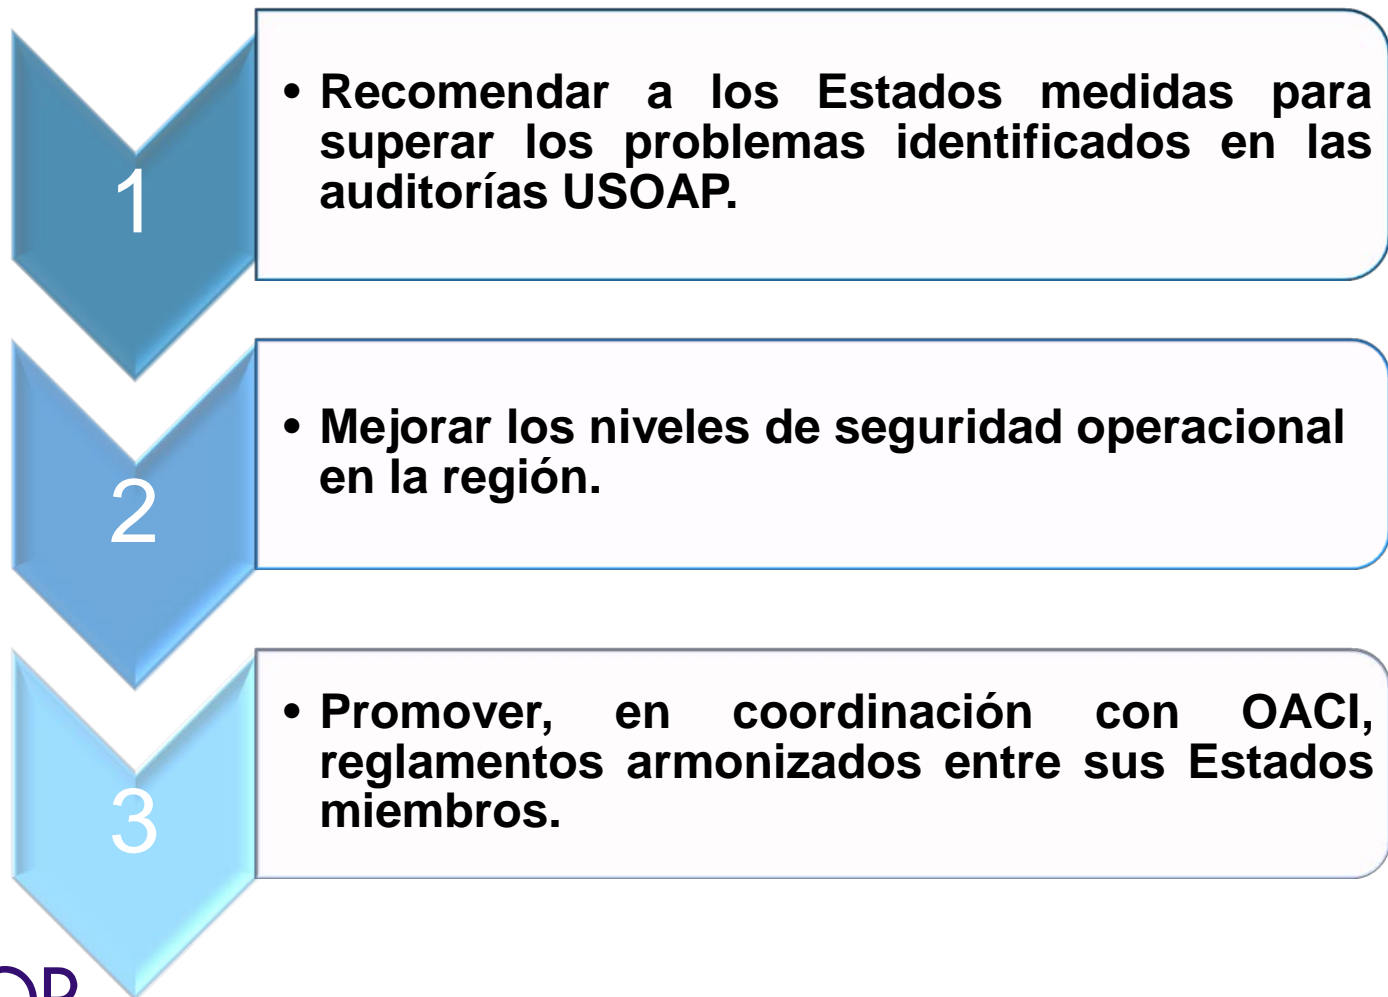 1
• Recomendar a los Estados medidas para
superar los problemas identificados en las
auditorías USOAP.
2
• Mejorar los niveles de seguridad operacional
en la región.
3
• Promover, en coordinación con OACI,
reglamentos armonizados entre sus Estados
miembros.